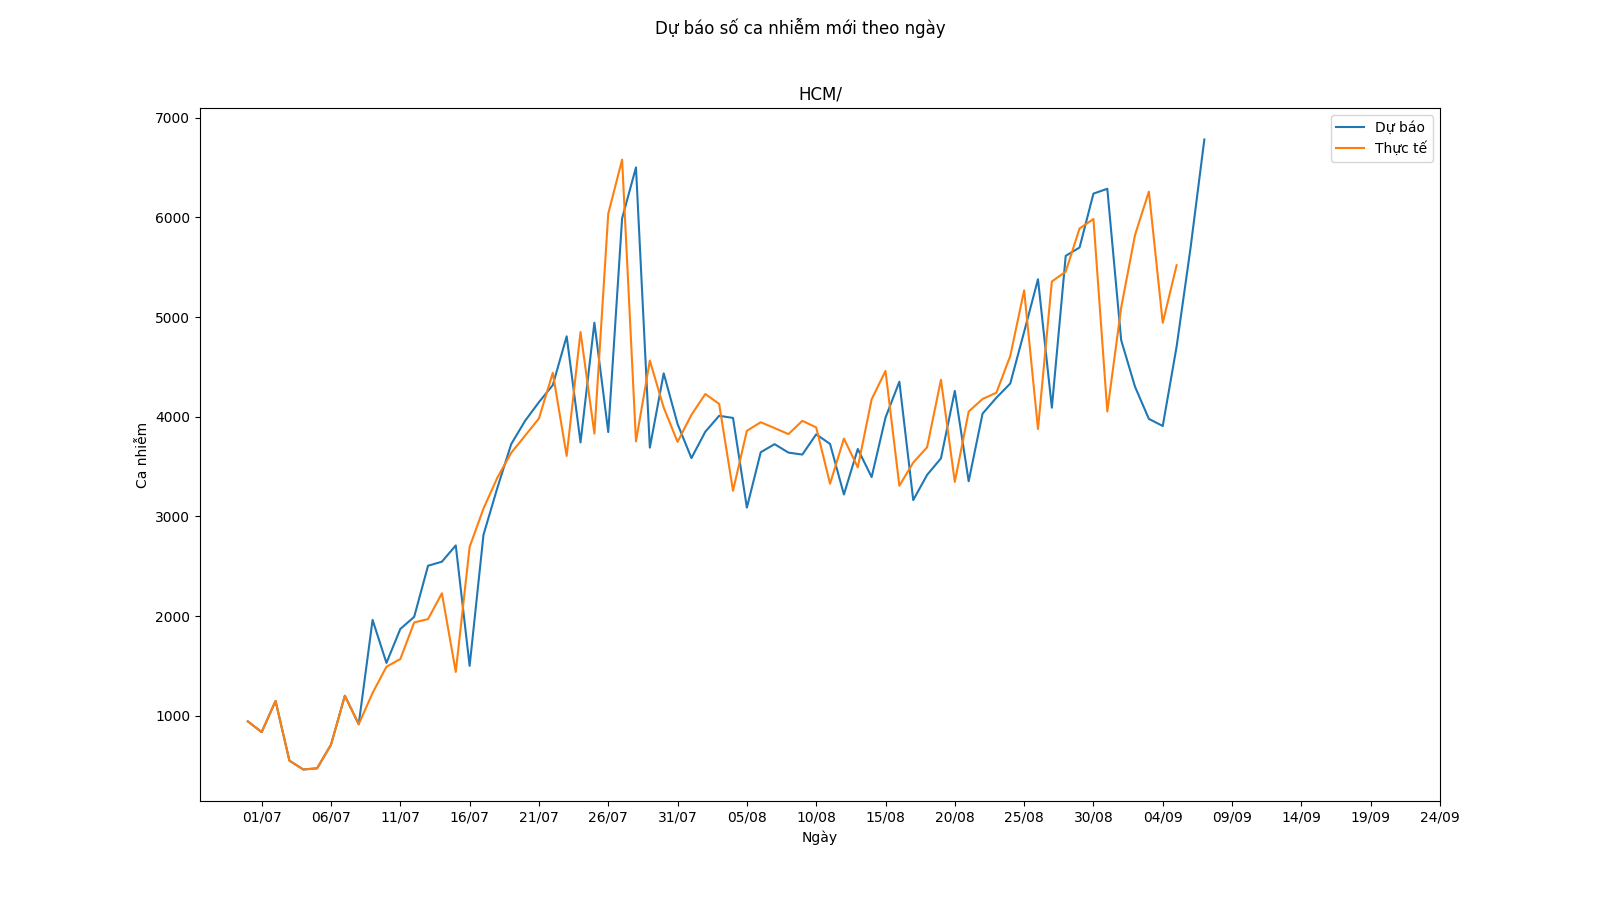 Dự báo số ca nhiễm mới theo ngày
HCM/
7000
6000
5000
4000
3000
2000
1000
Ca nhiễm
Dự báo
Thực tế
01/07 06/07 11/07 16/07 21/07 26/07 31/07 05/08 10/08 15/08 20/08 25/08 30/08 04/09 09/09 14/09 19/09 24/09
Ngày